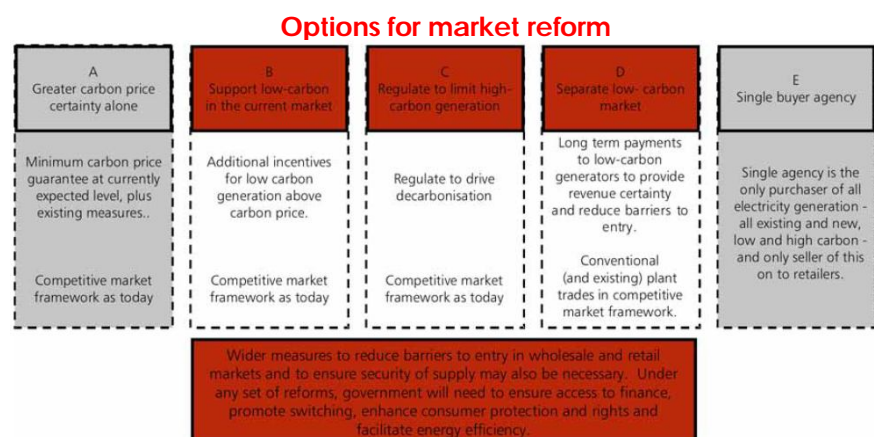 Options for market reform
A
Greater carbon price
certainty alone
Minimum carbon price
guarantee at currently
expected level, plus
existing measures..
Competitive market
framework as today
B
Support low-carbon
in the current market
Additional incentives
for low carbon
generation above
carbon price.
Competitive market
framework as today
C
Regulate to limit high-
carbon generation
Regulate to drive
decarbonisation
Competitive market
framework as today
D
Separate low- carbon
market
Long term payments
to low-carbon
generators to provide
revenue certainty
and reduce barriers to
entry.
Conventional
(and existing) plant
trades in competitive
market framework.
E
Single buyer agency
Single agency is the
only purchaser of all
electricity generation -
all existing and new,
low and high carbon -
and only seller of this
on to retailers.
Wider measures to reduce barriers to entry in wholesale and retail
markets and to ensure security of supply may also be necessary. Under
any set of reforms, government will need to ensure access to finance,
promote switching, enhance consumer protection and rights and
facilitate energy efficiency.